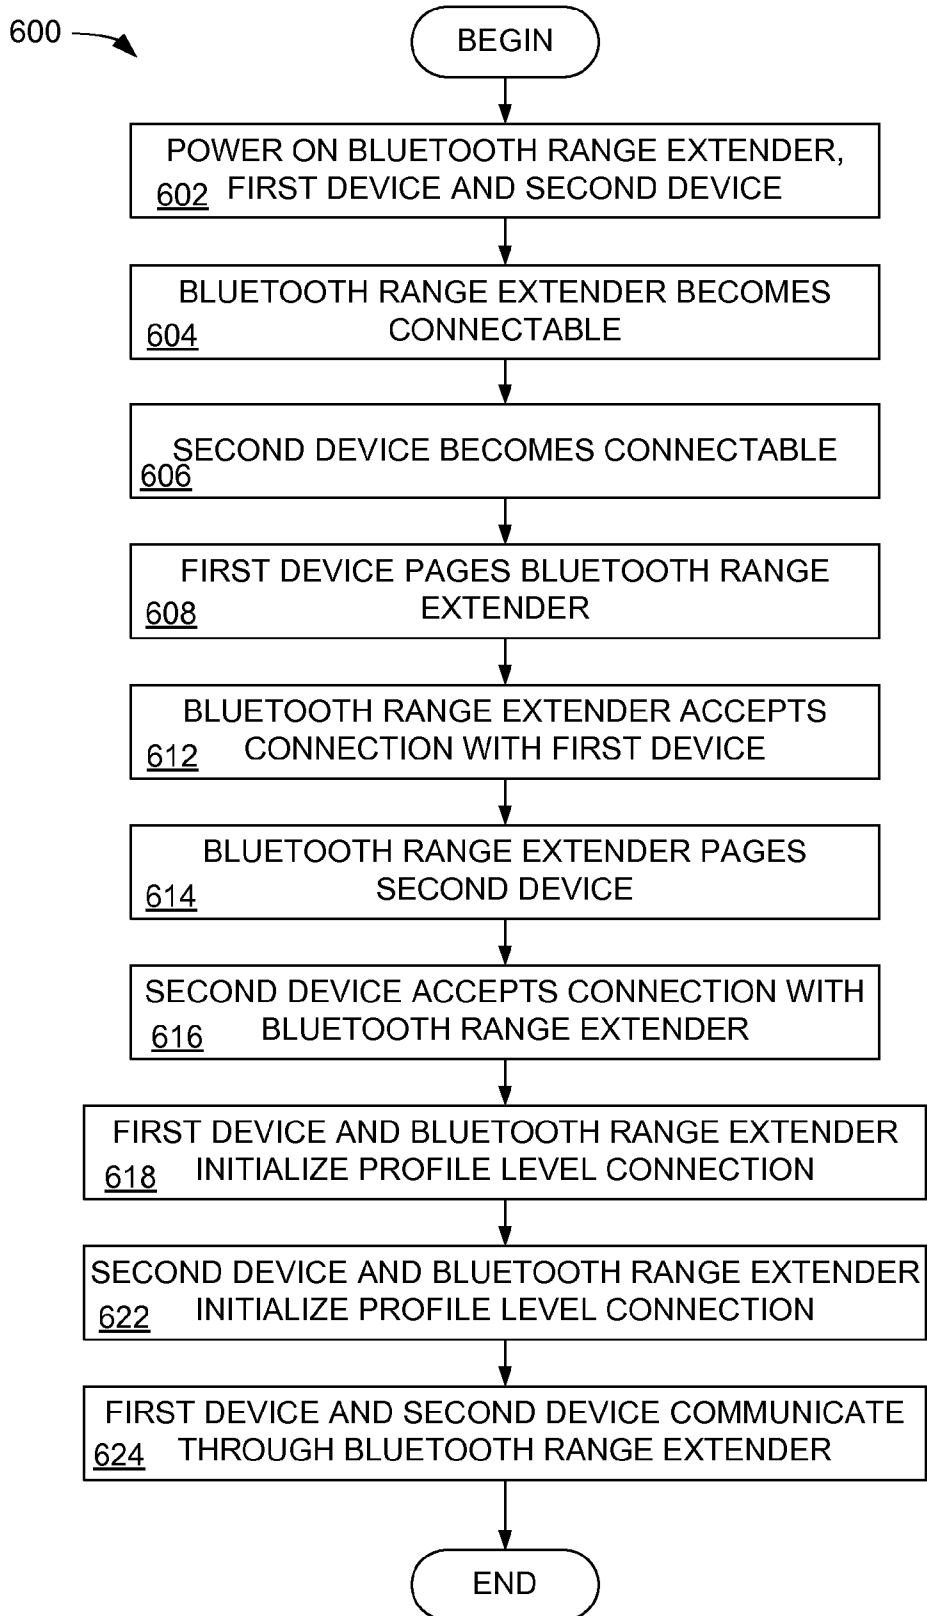 600
BEGIN
POWER ON BLUETOOTH RANGE EXTENDER,
602 FIRST DEVICE AND SECOND DEVICE
BLUETOOTH RANGE EXTENDER BECOMES
604 CONNECTABLE
SECOND DEVICE BECOMES CONNECTABLE
606
FIRST DEVICE PAGES BLUETOOTH RANGE
608 EXTENDER
BLUETOOTH RANGE EXTENDER ACCEPTS
612 CONNECTION WITH FIRST DEVICE
BLUETOOTH RANGE EXTENDER PAGES
614 SECOND DEVICE
SECOND DEVICE ACCEPTS CONNECTION WITH
616 BLUETOOTH RANGE EXTENDER
FIRST DEVICE AND BLUETOOTH RANGE EXTENDER
618 INITIALIZE PROFILE LEVEL CONNECTION
SECOND DEVICE AND BLUETOOTH RANGE EXTENDER
622 INITIALIZE PROFILE LEVEL CONNECTION
FIRST DEVICE AND SECOND DEVICE COMMUNICATE
624 THROUGH BLUETOOTH RANGE EXTENDER
END